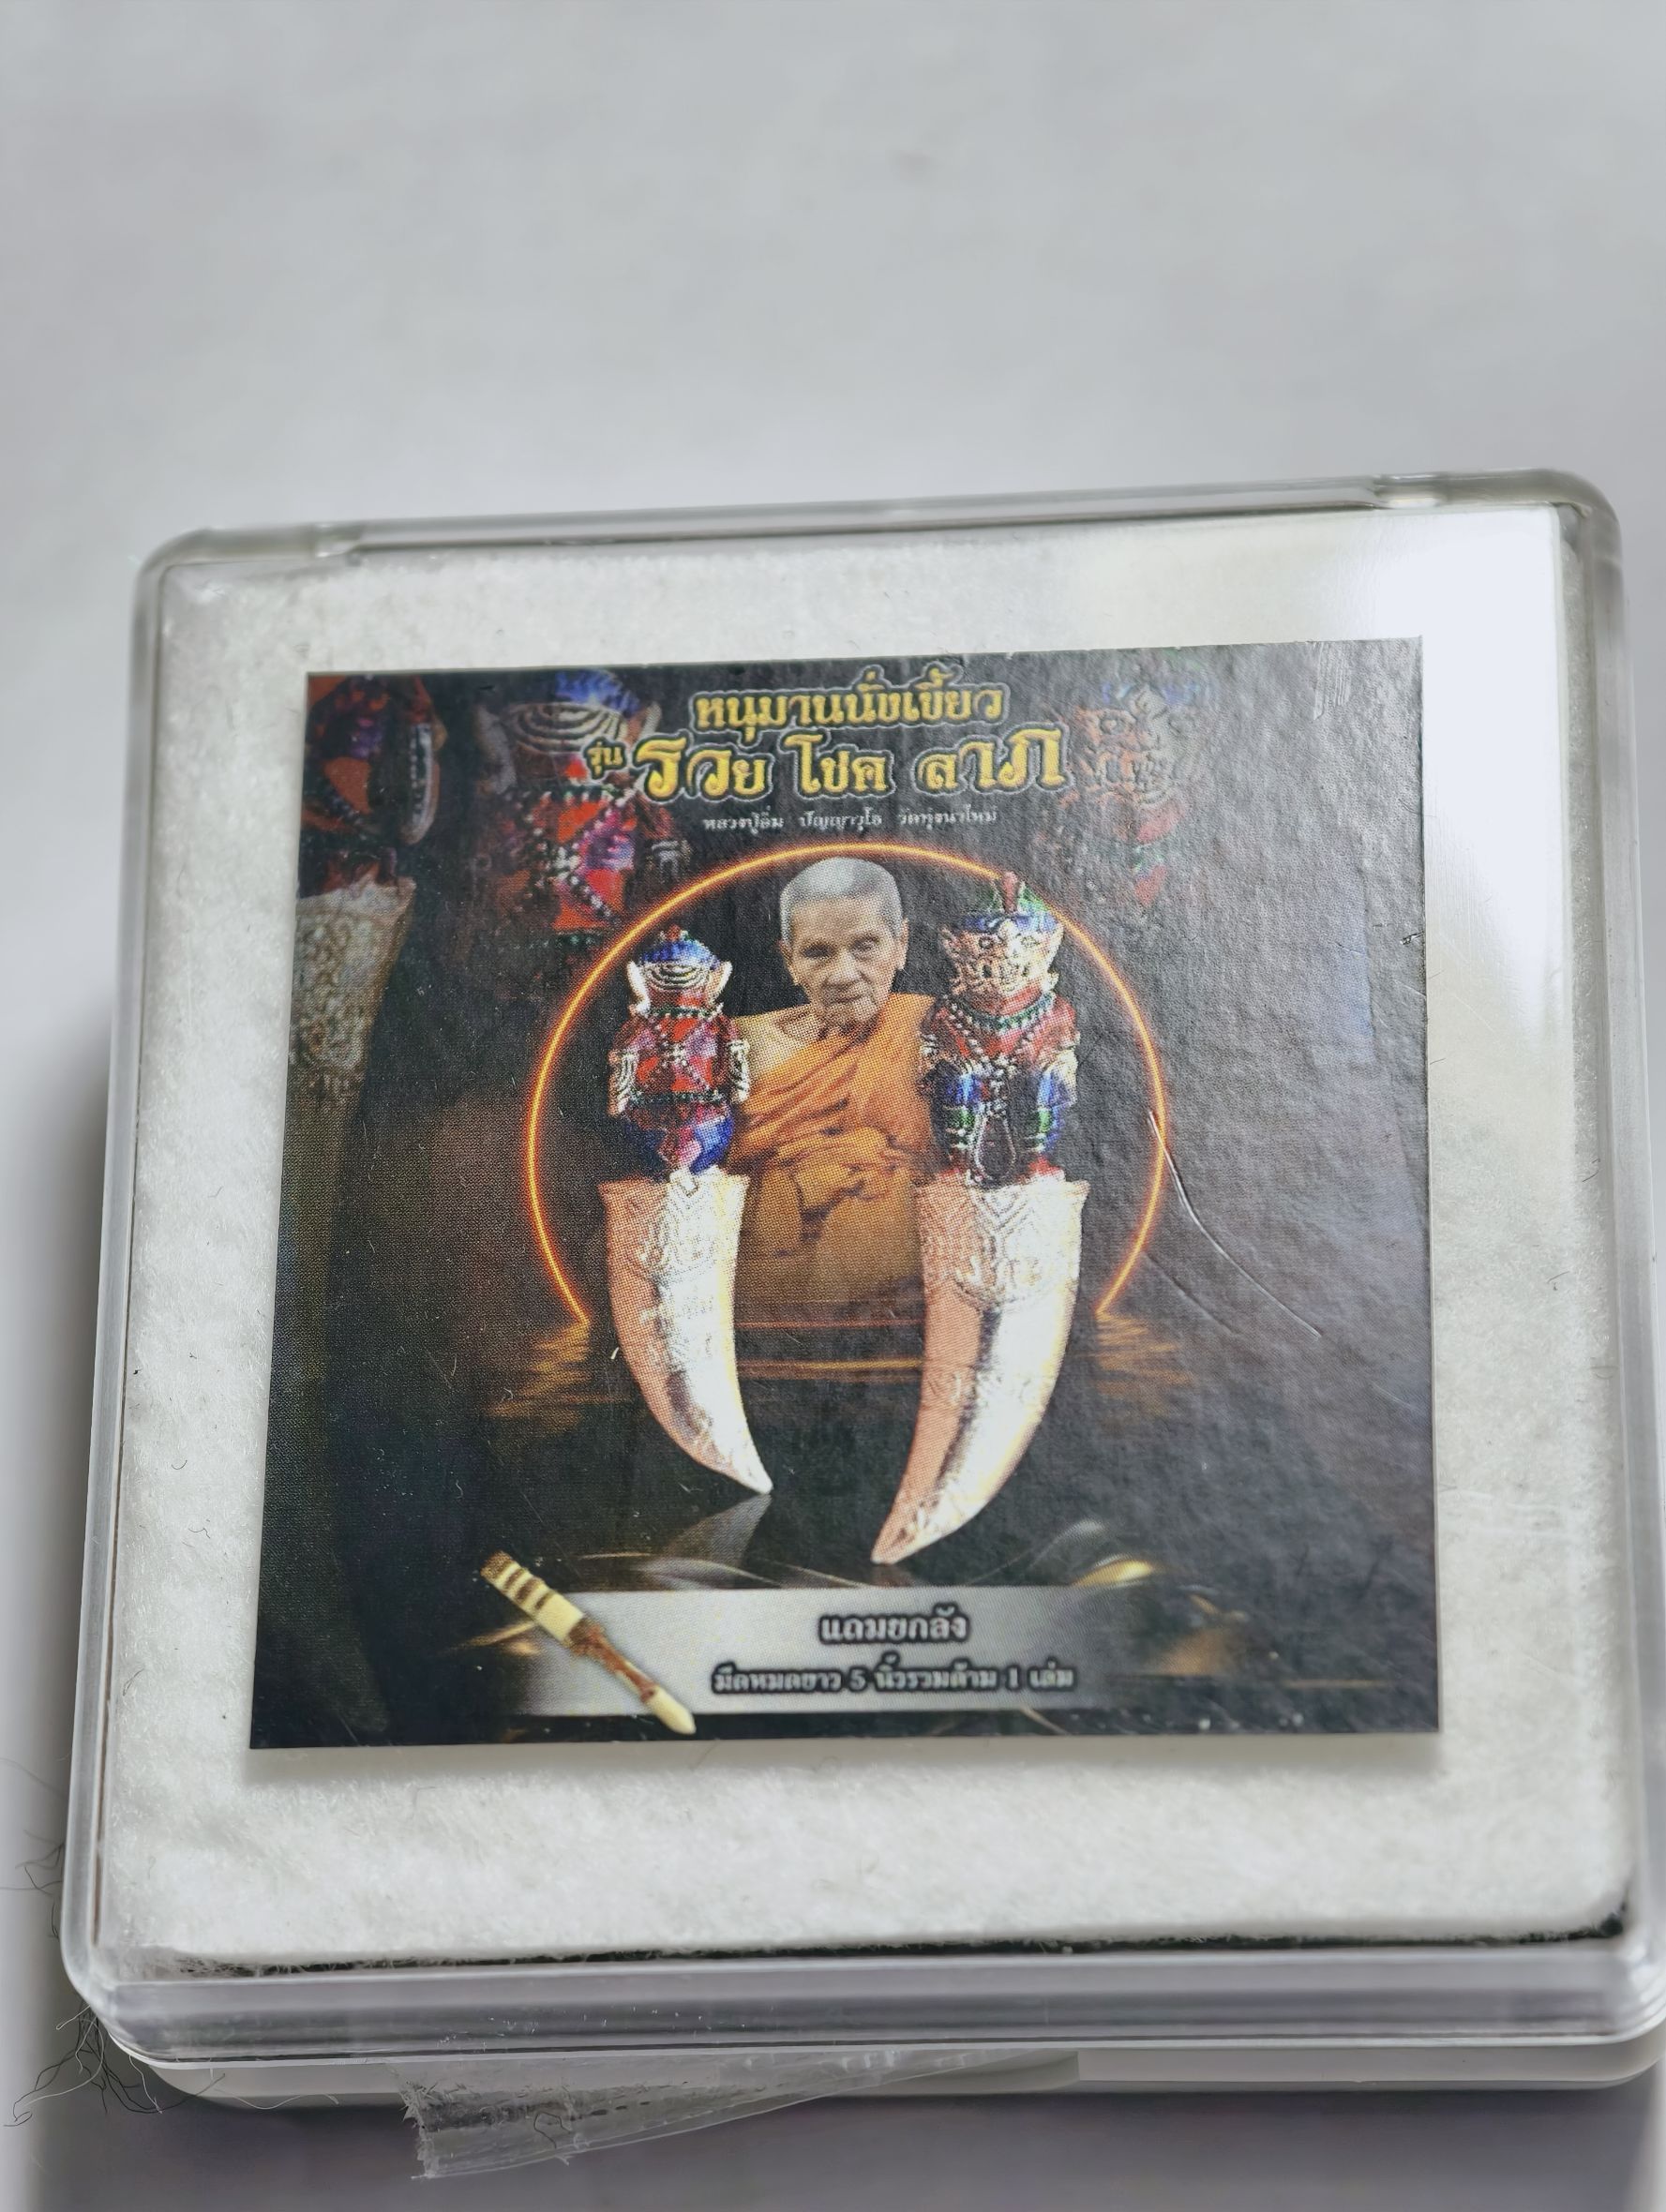 หนุมานนั่งเขี้ยว
รุ่น รวย โชค ลาภ
หลวงปู่อิ่ม ปัญญาวุโธ วัดทุ่งนาใหม่
แถมยกลัง
มีดหมอยาว 5 นิ้วรวมด้าม 1 เล่ม